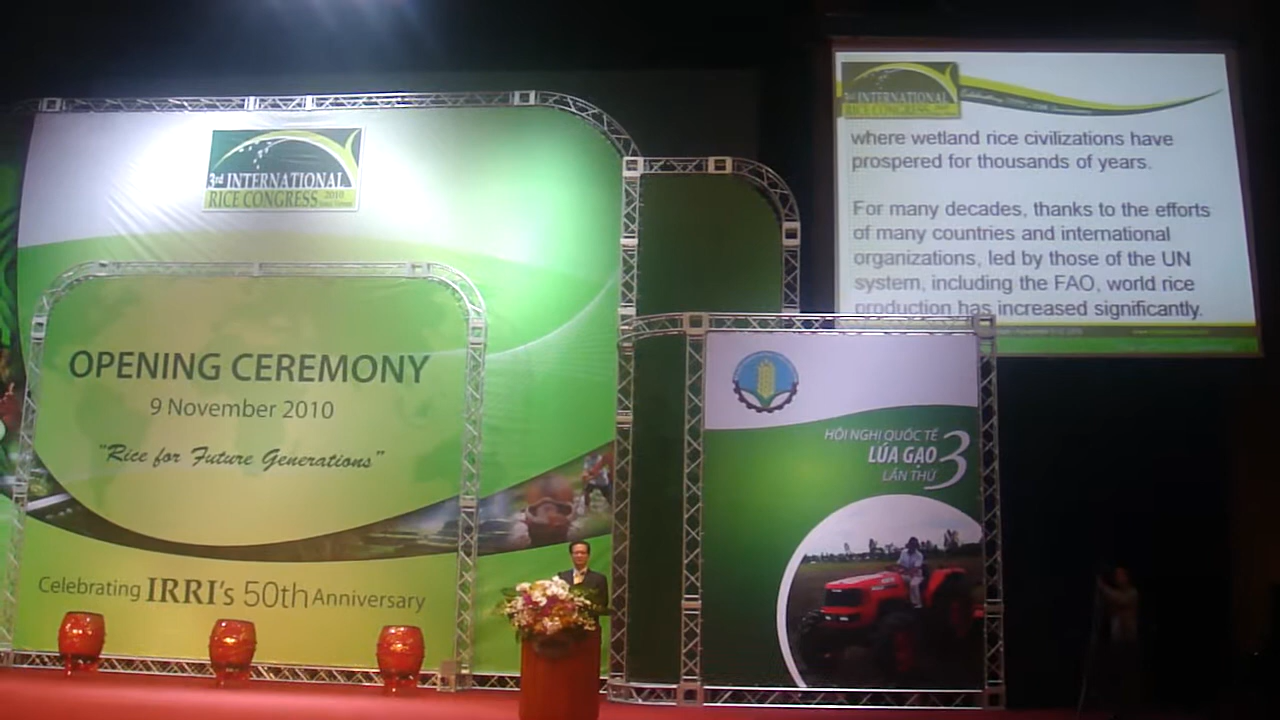 3rd INTERNATIONAL
RICE CONGRESS 2010
OPENING CEREMONY
9 November 2010
"Rice for Future Generations"
Celebrating IRRI's 50th Anniversary
HỘI NGHỊ QUỐC TẾ
LÚA GẠO
LẦN THỨ 3
3rd INTERNATIONAL
RICE CONGRESS
where wetland rice civilizations have
prospered for thousands of years.
For many decades, thanks to the efforts
of many countries and international
organizations, led by those of the UN
system, including the FAO, world rice
production has increased significantly.